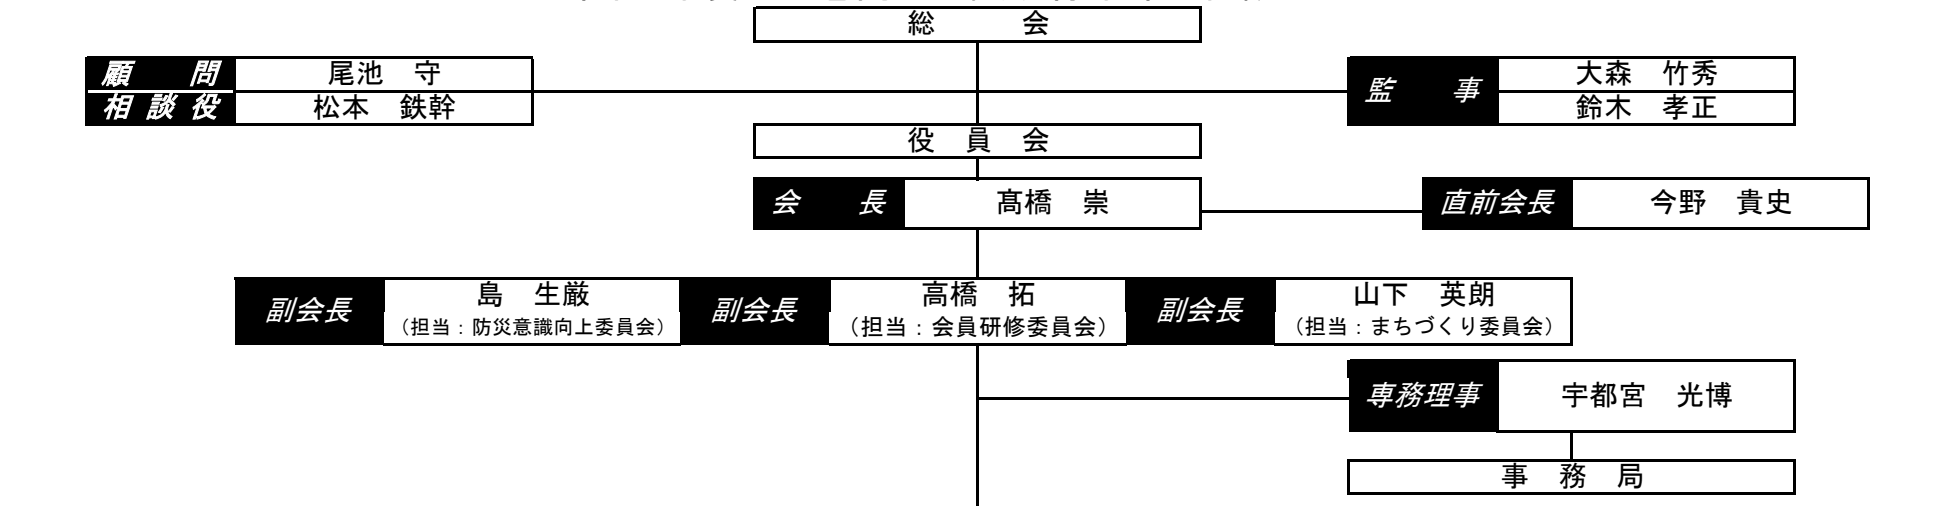 総　会
顧　問　尾池　守
相談役　松本　鉄幹
監　事　大森　竹秀
鈴木　孝正
役　員　会
会　長　髙橋　崇
直前会長　今野　貴史
副会長　島　生厳
（担当：防災意識向上委員会）
副会長　高橋　拓
（担当：会員研修委員会）
副会長　山下　英朗
（担当：まちづくり委員会）
専務理事　宇都宮　光博
事　務　局